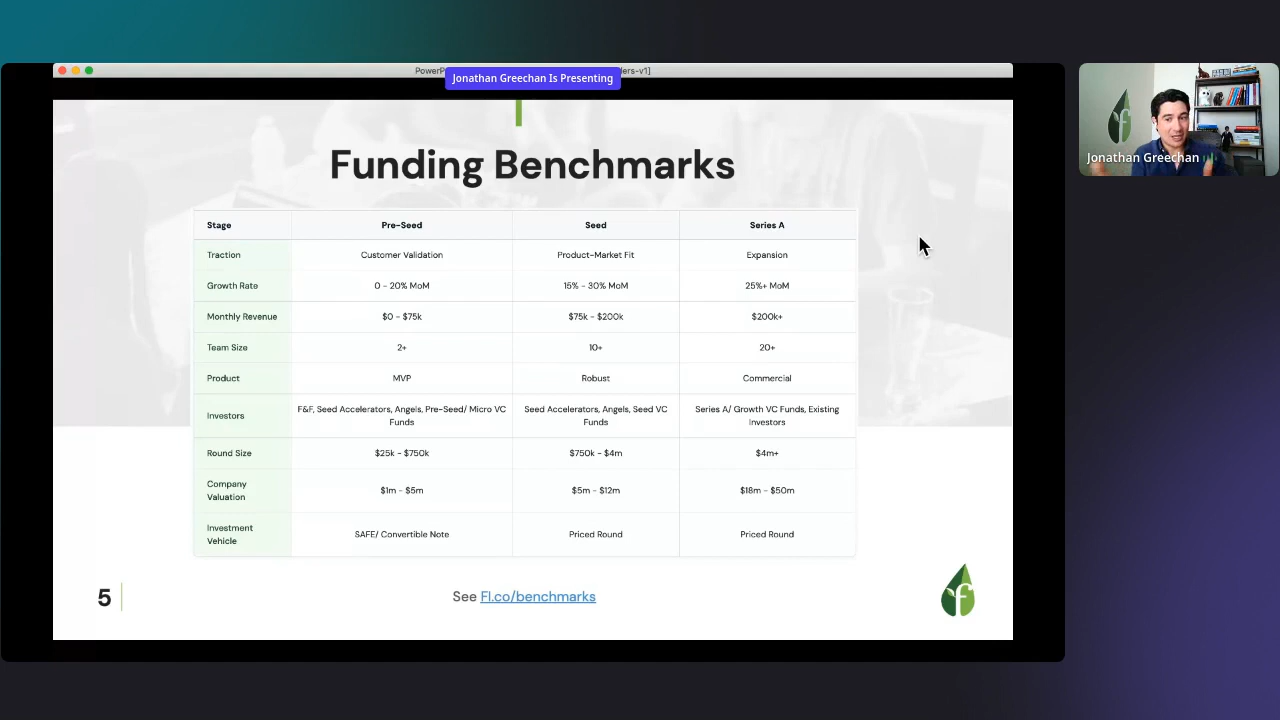 PowerP
Jonathan Greechan Is Presenting
ders-v1]
Funding Benchmarks
Jonathan Greechan
Stage Pre-Seed Seed Series A
Traction Customer Validation Product-Market Fit Expansion
Growth Rate 0 - 20% MoM 15% - 30% MoM 25%+ MoM
Monthly Revenue $0 - $75k $75k - $200k $200k+
Team Size 2+ 10+ 20+
Product MVP Robust Commercial
Investors F&F, Seed Accelerators, Angels, Pre-Seed/ Micro VC Funds Seed Accelerators, Angels, Seed VC Funds Series A/ Growth VC Funds, Existing Investors
Round Size $25k - $750k $750k - $4m $4m+
Company Valuation $1m - $5m $5m - $12m $18m - $50m
Investment Vehicle SAFE/ Convertible Note Priced Round Priced Round
5
See FI.co/benchmarks